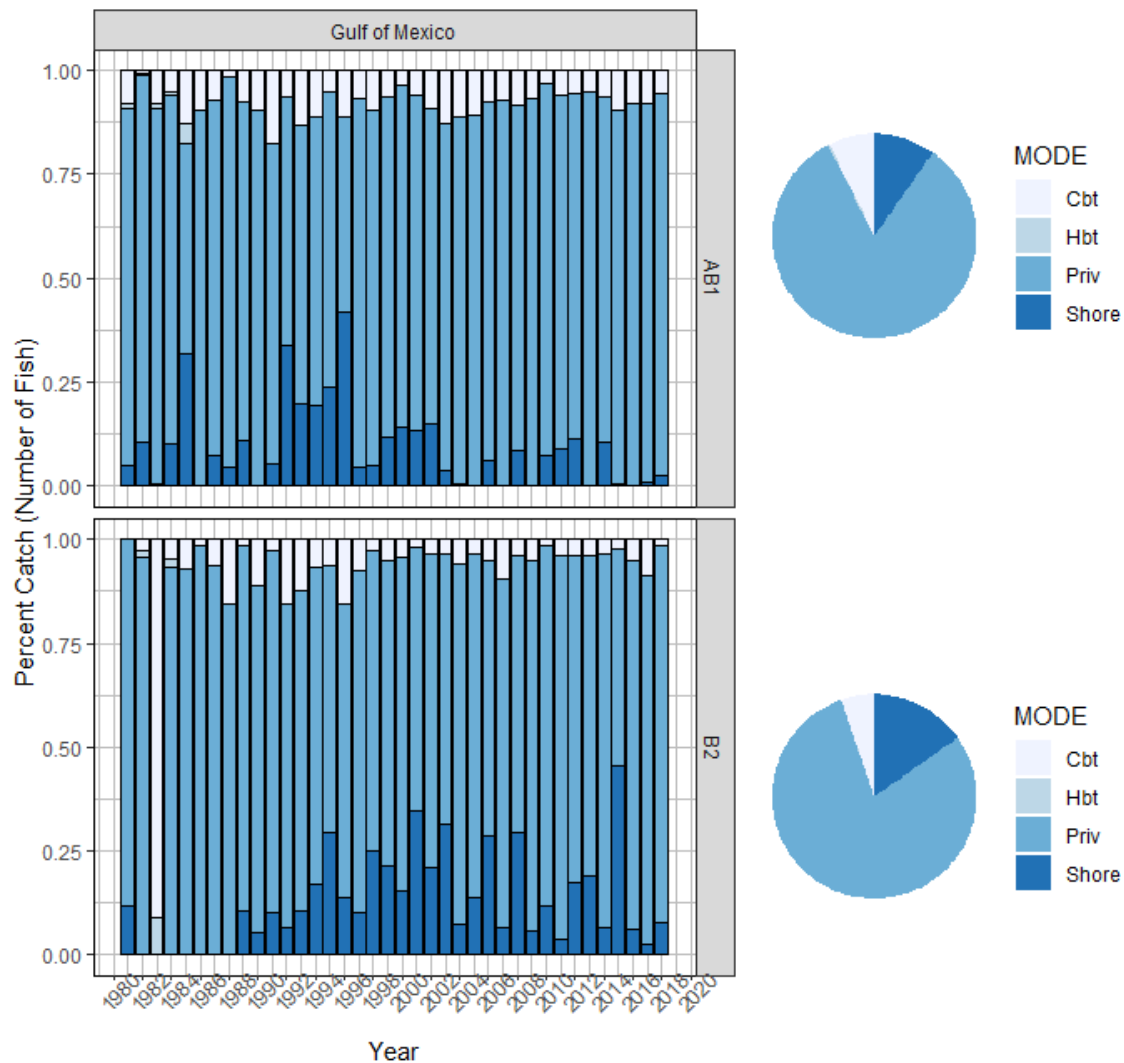 Gulf of Mexico
Percent Catch (Number of Fish)
1.00
0.75
0.50
0.25
0.00
AB1
MODE
Cbt
Hbt
Priv
Shore
1.00
0.75
0.50
0.25
0.00
B2
MODE
Cbt
Hbt
Priv
Shore
1980 1982 1984 1986 1988 1990 1992 1994 1996 1998 2000 2002 2004 2006 2008 2010 2012 2014 2016 2018 2020
Year